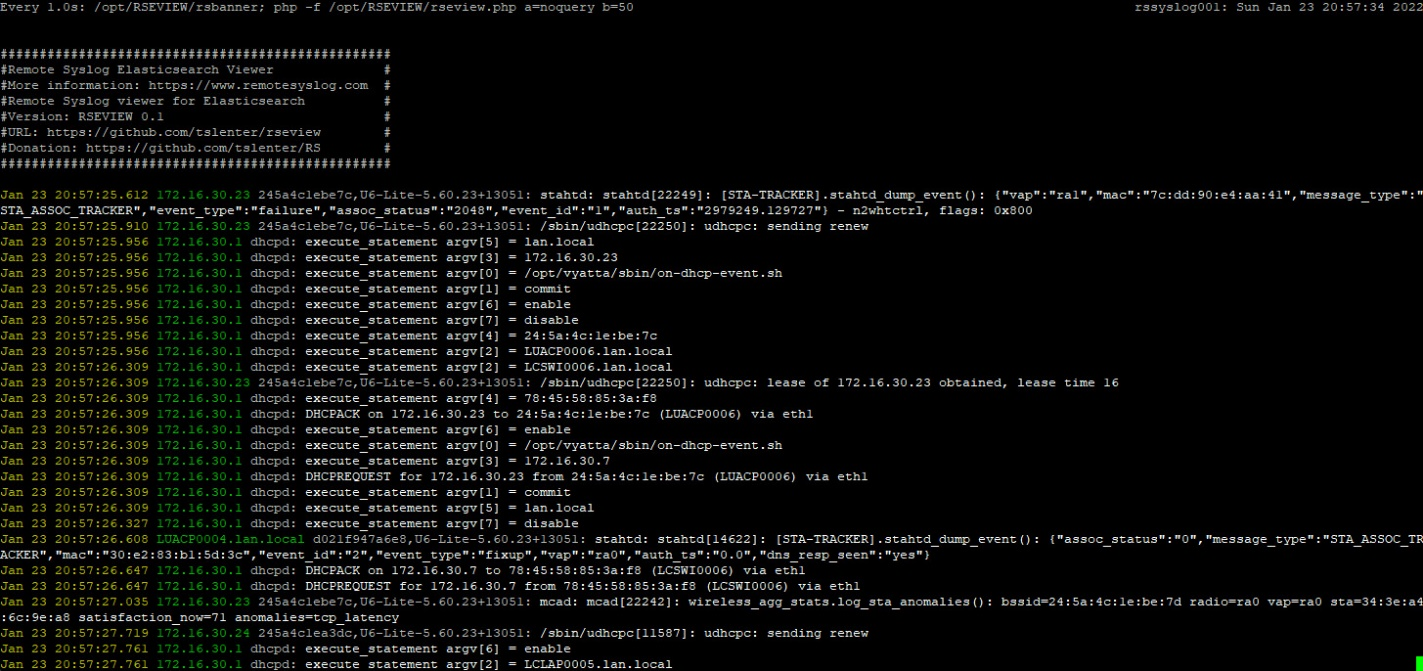 Every 1.0s: /opt/RSEVIEW/rsbanner; php -f /opt/RSEVIEW/rseview.php a=noquery b=50 rssyslog001: Sun Jan 23 20:57:34 2022
##################################################
#Remote Syslog Elasticsearch Viewer #
#More information: https://www.remotesyslog.com #
#Remote Syslog viewer for Elasticsearch #
#Version: RSEVIEW 0.1 #
#URL: https://github.com/tslenter/rseview #
#Donation: https://github.com/tslenter/RS #
##################################################
Jan 23 20:57:25.612 172.16.30.23 245a4c1ebe7c,U6-Lite-5.60.23+13051: stahtd: stahtd[22249]: [STA-TRACKER].stahtd_dump_event(): {"vap":"ra1","mac":"7c:dd:90:e4:aa:41","message_type":"
STA_ASSOC_TRACKER","event_type":"failure","assoc_status":"2048","event_id":"1","auth_ts":"2979249.129727"} - n2whtctrl, flags: 0x800
Jan 23 20:57:25.910 172.16.30.23 245a4c1ebe7c,U6-Lite-5.60.23+13051: /sbin/udhcpc[22250]: udhcpc: sending renew
Jan 23 20:57:25.956 172.16.30.1 dhcpd: execute_statement argv[5] = lan.local
Jan 23 20:57:25.956 172.16.30.1 dhcpd: execute_statement argv[3] = 172.16.30.23
Jan 23 20:57:25.956 172.16.30.1 dhcpd: execute_statement argv[0] = /opt/vyatta/sbin/on-dhcp-event.sh
Jan 23 20:57:25.956 172.16.30.1 dhcpd: execute_statement argv[1] = commit
Jan 23 20:57:25.956 172.16.30.1 dhcpd: execute_statement argv[6] = enable
Jan 23 20:57:25.956 172.16.30.1 dhcpd: execute_statement argv[7] = disable
Jan 23 20:57:25.956 172.16.30.1 dhcpd: execute_statement argv[4] = 24:5a:4c:1e:be:7c
Jan 23 20:57:25.956 172.16.30.1 dhcpd: execute_statement argv[2] = LUACP0006.lan.local
Jan 23 20:57:26.309 172.16.30.1 dhcpd: execute_statement argv[2] = LCSWI0006.lan.local
Jan 23 20:57:26.309 172.16.30.23 245a4c1ebe7c,U6-Lite-5.60.23+13051: /sbin/udhcpc[22250]: udhcpc: lease of 172.16.30.23 obtained, lease time 16
Jan 23 20:57:26.309 172.16.30.1 dhcpd: execute_statement argv[4] = 78:45:58:85:3a:f8
Jan 23 20:57:26.309 172.16.30.1 dhcpd: DHCPACK on 172.16.30.23 to 24:5a:4c:1e:be:7c (LUACP0006) via eth1
Jan 23 20:57:26.309 172.16.30.1 dhcpd: execute_statement argv[6] = enable
Jan 23 20:57:26.309 172.16.30.1 dhcpd: execute_statement argv[0] = /opt/vyatta/sbin/on-dhcp-event.sh
Jan 23 20:57:26.309 172.16.30.1 dhcpd: execute_statement argv[3] = 172.16.30.7
Jan 23 20:57:26.309 172.16.30.1 dhcpd: DHCPREQUEST for 172.16.30.23 from 24:5a:4c:1e:be:7c (LUACP0006) via eth1
Jan 23 20:57:26.309 172.16.30.1 dhcpd: execute_statement argv[1] = commit
Jan 23 20:57:26.309 172.16.30.1 dhcpd: execute_statement argv[5] = lan.local
Jan 23 20:57:26.327 172.16.30.1 dhcpd: execute_statement argv[7] = disable
Jan 23 20:57:26.608 LUACP0004.lan.local d021f947a6e8,U6-Lite-5.60.23+13051: stahtd: stahtd[14622]: [STA-TRACKER].stahtd_dump_event(): {"assoc_status":"0","message_type":"STA_ASSOC_TR
ACKER","mac":"30:e2:83:b1:5d:3c","event_id":"2","event_type":"fixup","vap":"ra0","auth_ts":"0.0","dns_resp_seen":"yes"}
Jan 23 20:57:26.647 172.16.30.1 dhcpd: DHCPACK on 172.16.30.7 to 78:45:58:85:3a:f8 (LCSWI0006) via eth1
Jan 23 20:57:26.647 172.16.30.1 dhcpd: DHCPREQUEST for 172.16.30.7 from 78:45:58:85:3a:f8 (LCSWI0006) via eth1
Jan 23 20:57:27.035 172.16.30.23 245a4c1ebe7c,U6-Lite-5.60.23+13051: mcad: mcad[22242]: wireless_agg_stats.log_sta_anomalies(): bssid=24:5a:4c:1e:be:7d radio=ra0 vap=ra0 sta=34:3e:a4
:6c:9e:a8 satisfaction_now=71 anomalies=tcp_latency
Jan 23 20:57:27.719 172.16.30.24 245a4c1ea3dc,U6-Lite-5.60.23+13051: /sbin/udhcpc[11587]: udhcpc: sending renew
Jan 23 20:57:27.761 172.16.30.1 dhcpd: execute_statement argv[6] = enable
Jan 23 20:57:27.761 172.16.30.1 dhcpd: execute_statement argv[2] = LCLAP0005.lan.local